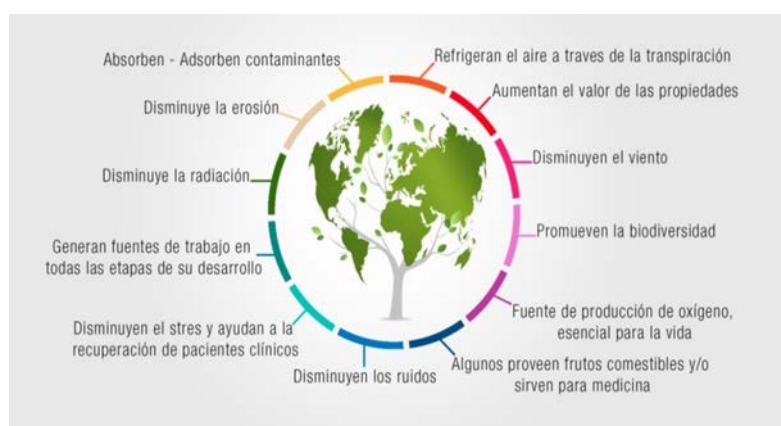 Absorben - Adsorben contaminantes
Refrigeran el aire a traves de la transpiración
Aumentan el valor de las propiedades
Disminuye la erosión
Disminuyen el viento
Disminuye la radiación
Promueven la biodiversidad
Generan fuentes de trabajo en
todas las etapas de su desarrollo
Fuente de producción de oxígeno,
esencial para la vida
Disminuyen el stres y ayudan a la
recuperación de pacientes clínicos
Algunos proveen frutos comestibles y/o
sirven para medicina
Disminuyen los ruidos